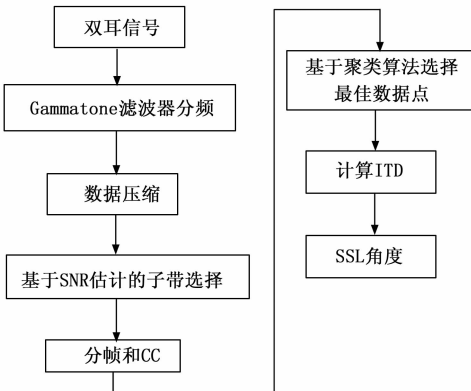 双耳信号
Gammatone滤波器分频
数据压缩
基于SNR估计的子带选择
分帧和CC
基于聚类算法选择
最佳数据点
计算ITD
SSL角度